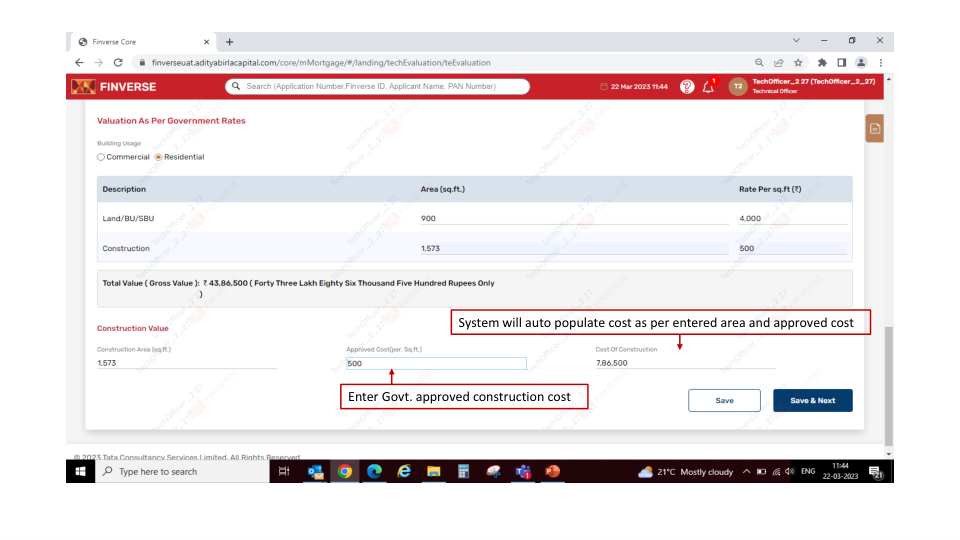 Finverse Core
finverseuat.adityabirlacapital.com/core/mMortgage/#/landing/techEvaluation/teEvaluation
FINVERSE
Search (Application Number,Finverse ID, Applicant Name, PAN Number)
22 Mar 2023 11:44
1
T2
TechOfficer_2 27 (TechOfficer_2_27)
Technical Officer
Valuation As Per Government Rates
Building Usage
Commercial
Residential
Description
Area (sq.ft.)
Rate Per sq.ft (₹)
Land/BU/SBU
900
4,000
Construction
1,573
500
Total Value ( Gross Value ): ₹ 43,86,500 ( Forty Three Lakh Eighty Six Thousand Five Hundred Rupees Only
)
System will auto populate cost as per entered area and approved cost
Construction Value
Construction Area (sq.ft.)
Approved Cost(per. Sq.ft.)
Cost Of Construction
1,573
500
7,86,500
Enter Govt. approved construction cost
Save
Save & Next
© 2023 Tata Consultancy Services Limited. All Rights Reserved
Type here to search
21°C Mostly cloudy
ENG
11:44
22-03-2023
21